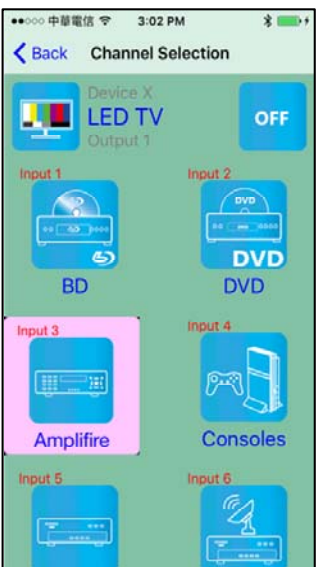 中華電信 3:02 PM
Back Channel Selection
Device X
LED TV
Output 1
OFF
Input 1
Input 2
DVD
DVD
BD
DVD
Input 3
Input 4
Amplifire
Consoles
Input 5
Input 6